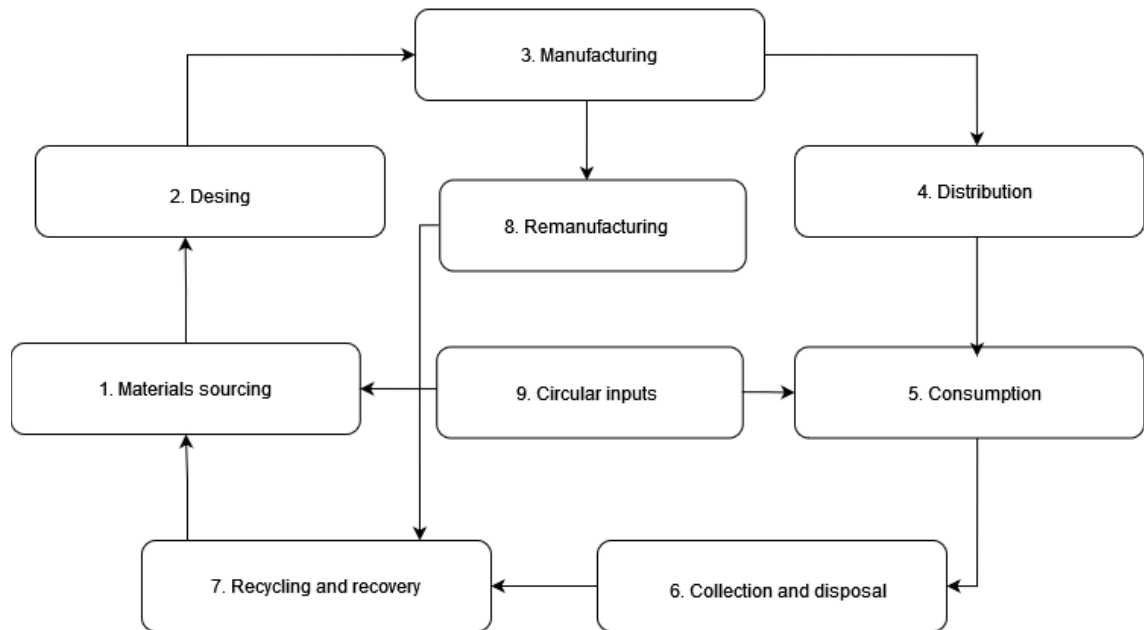 3. Manufacturing
2. Desing
4. Distribution
8. Remanufacturing
1. Materials sourcing
9. Circular inputs
5. Consumption
7. Recycling and recovery
6. Collection and disposal